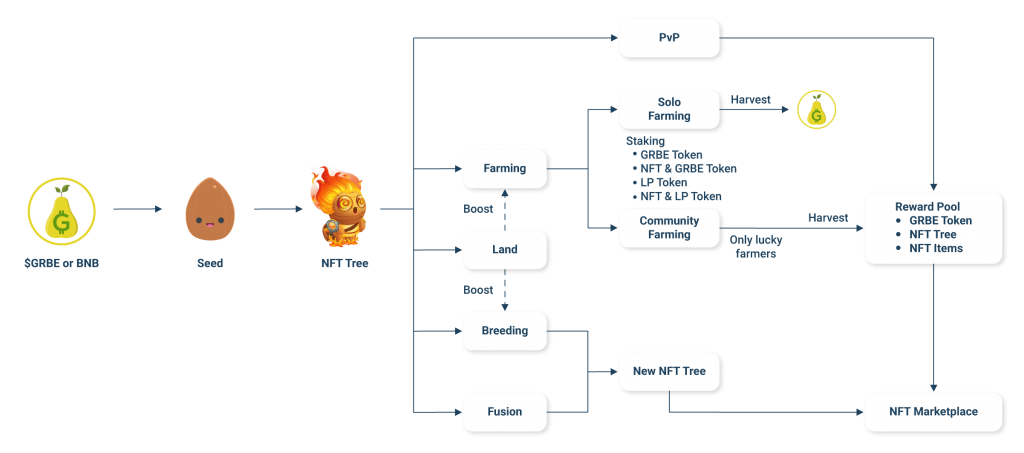 $GRBE or BNB
Seed
NFT Tree
PvP
Farming
Boost
Land
Boost
Breeding
Fusion
Solo
Farming
Harvest
G
Staking
• GRBE Token
• NFT & GRBE Token
• LP Token
• NFT & LP Token
Community
Farming
Harvest
Only lucky
farmers
New NFT Tree
Reward Pool
• GRBE Token
• NFT Tree
• NFT Items
NFT Marketplace
G